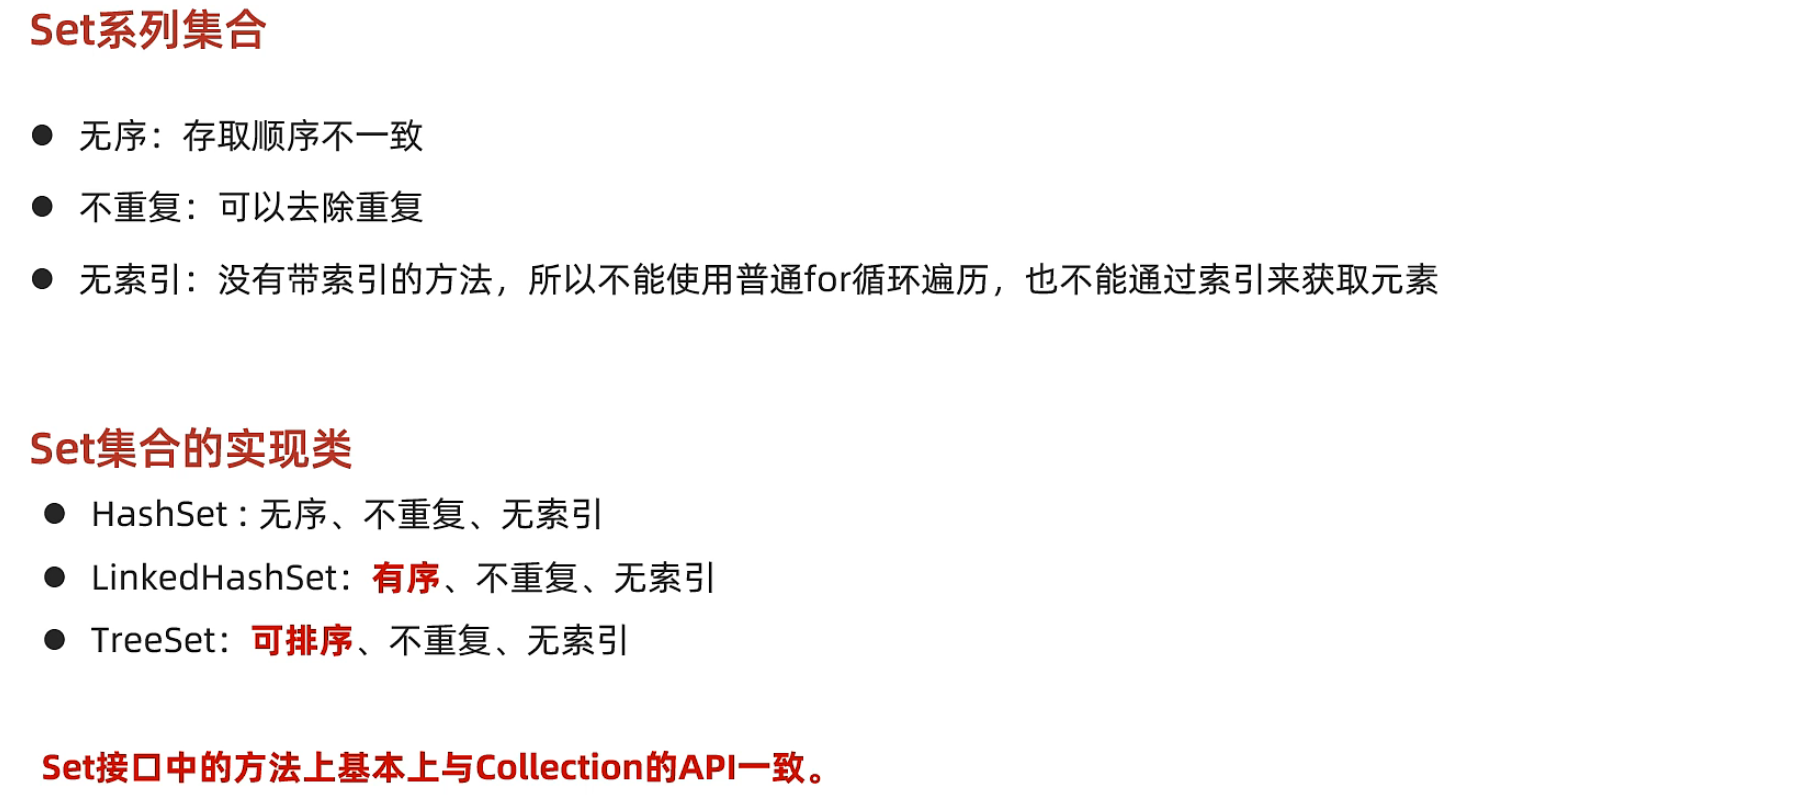 Set系列集合
无序：存取顺序不一致
不重复：可以去除重复
无索引：没有带索引的方法，所以不能使用普通for循环遍历，也不能通过索引来获取元素
Set集合的实现类
HashSet : 无序、不重复、无索引
LinkedHashSet：有序、不重复、无索引
TreeSet：可排序、不重复、无索引
Set接口中的方法上基本上与Collection的API一致。